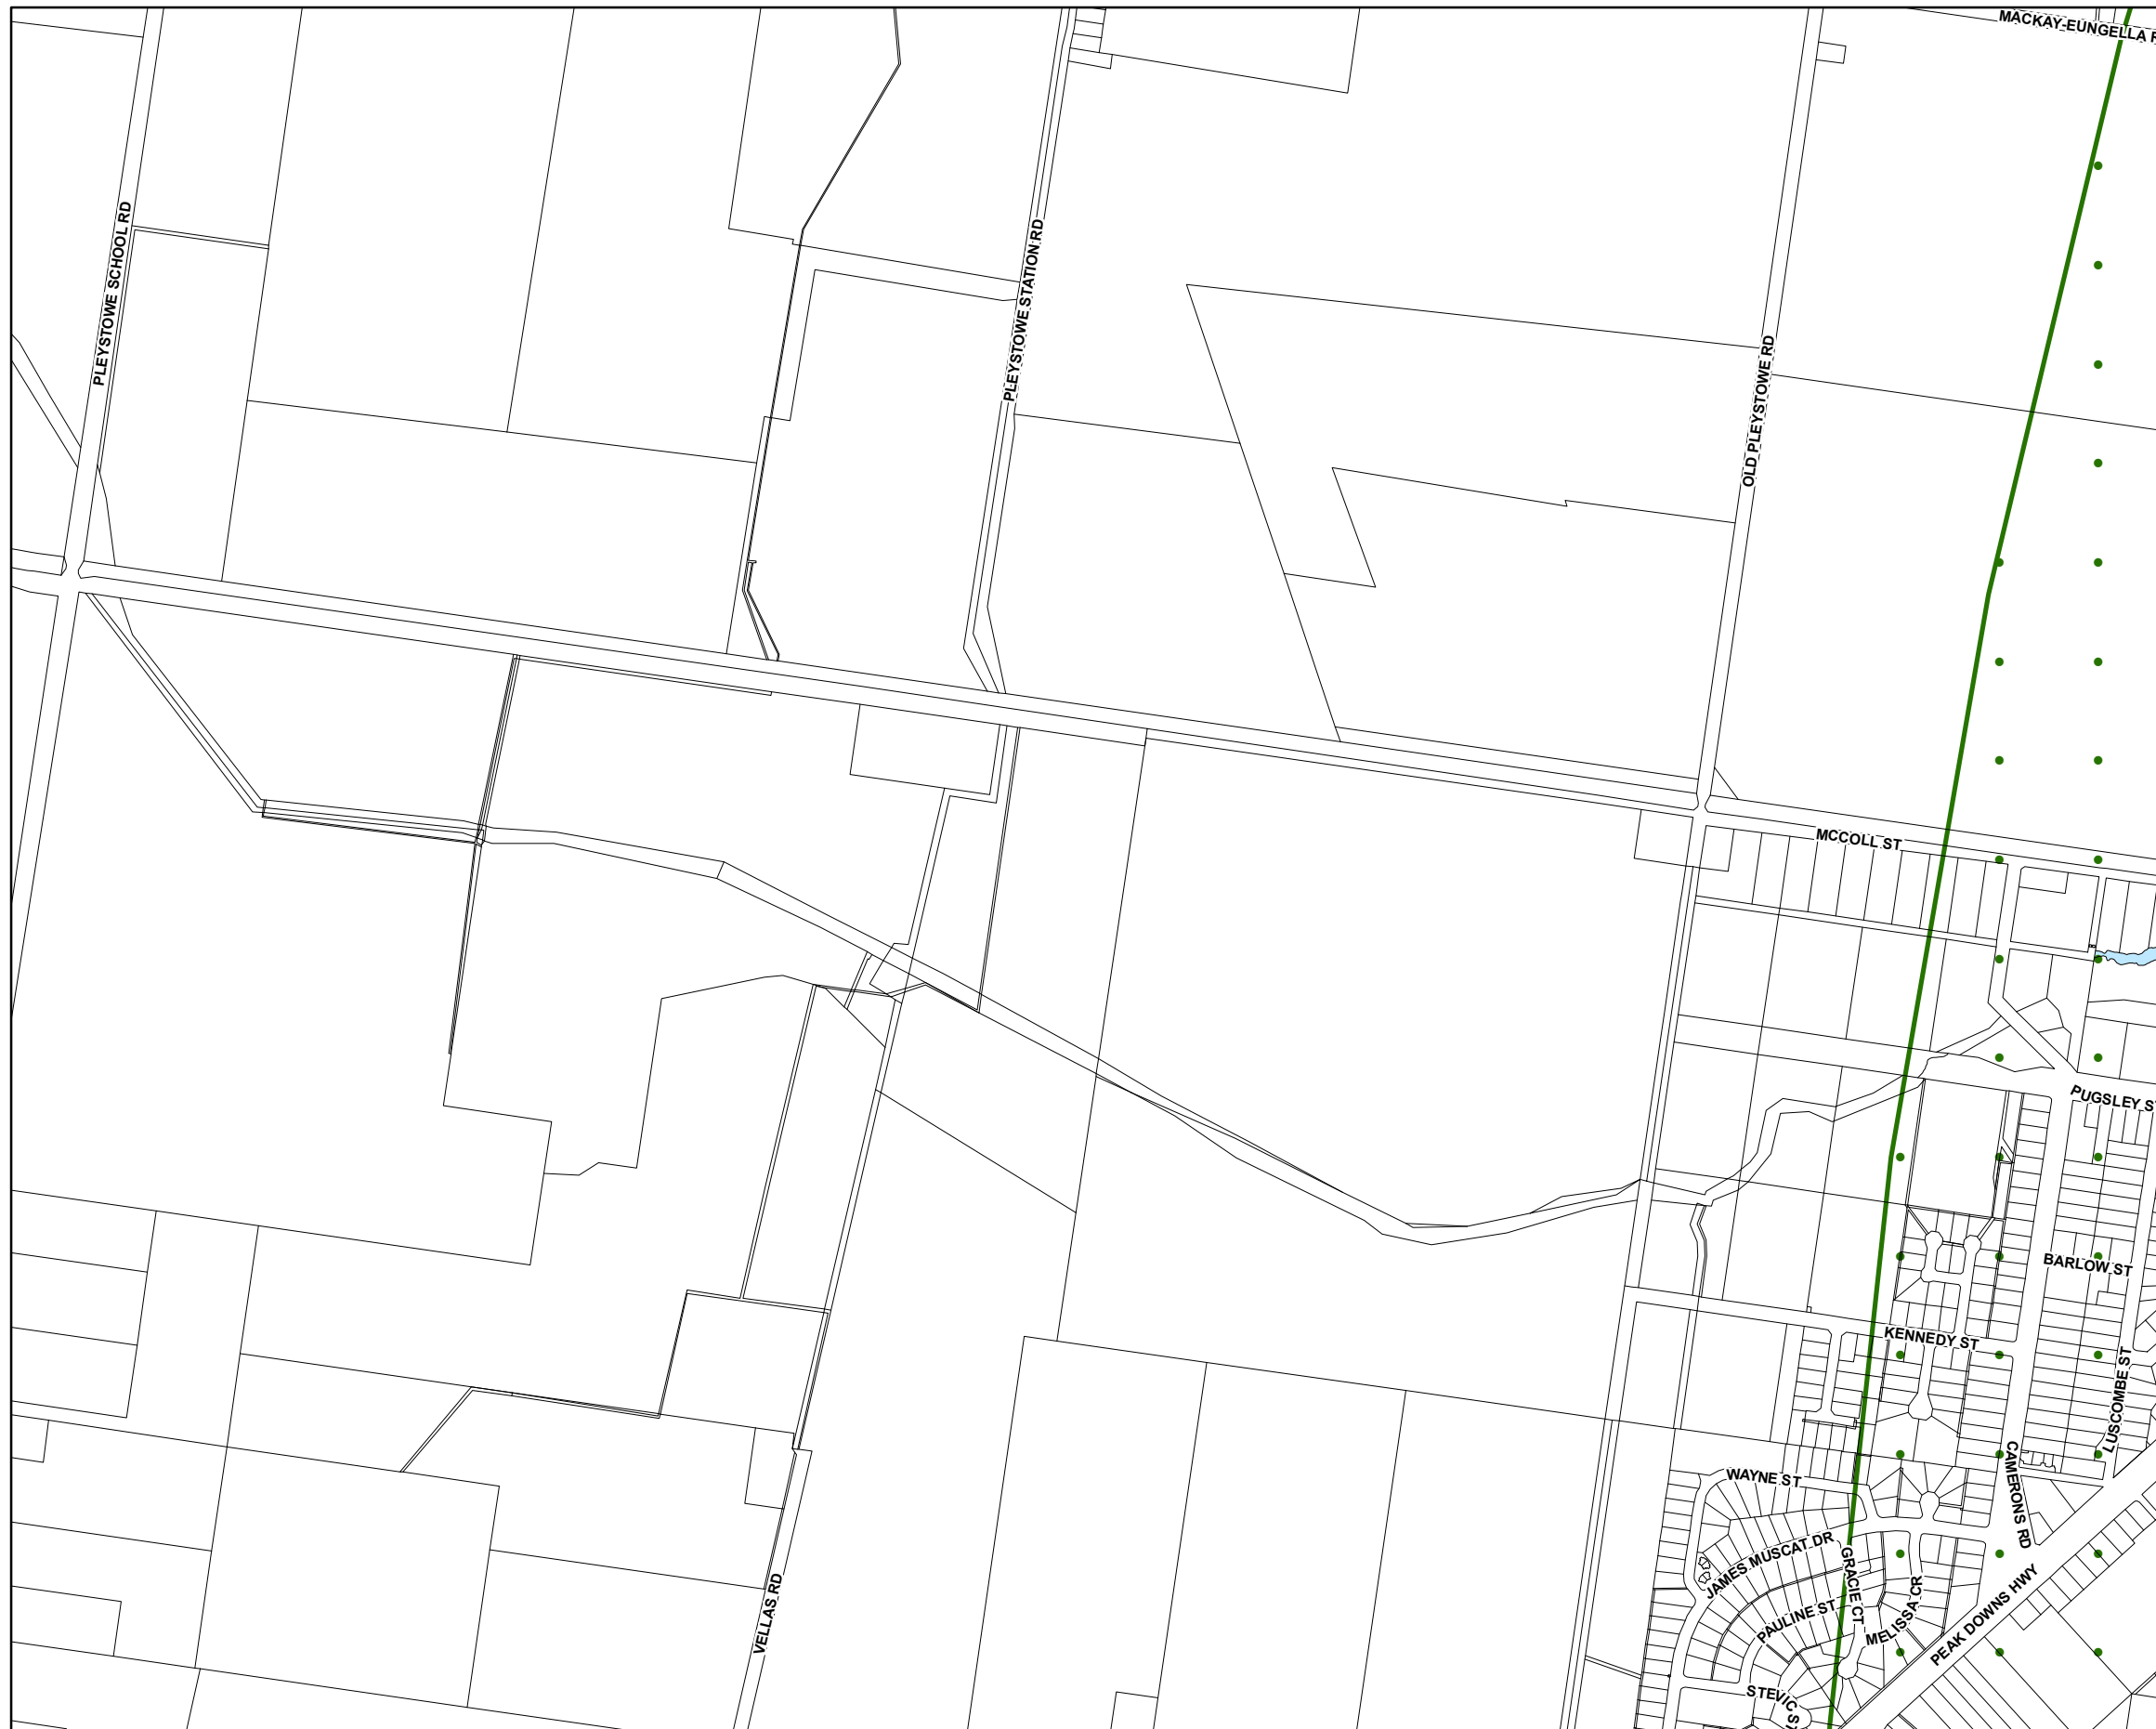 MACKAY-EUNGELLA
PLEYSTOWE SCHOOL RD
PLEYSTOWE STATION RD
OLD PLEYSTOWE RD
MCCOLL ST
PUGSLEY ST
BARLOW ST
KENNEDY ST
LUSCOMBE ST
CAMERONS RD
WAYNE ST
JAMES MUSCAT DR
GRACIE CT
PAULINE ST
MELISSA CR
PEAK DOWNS HWY
VELLAS RD
STEVIC